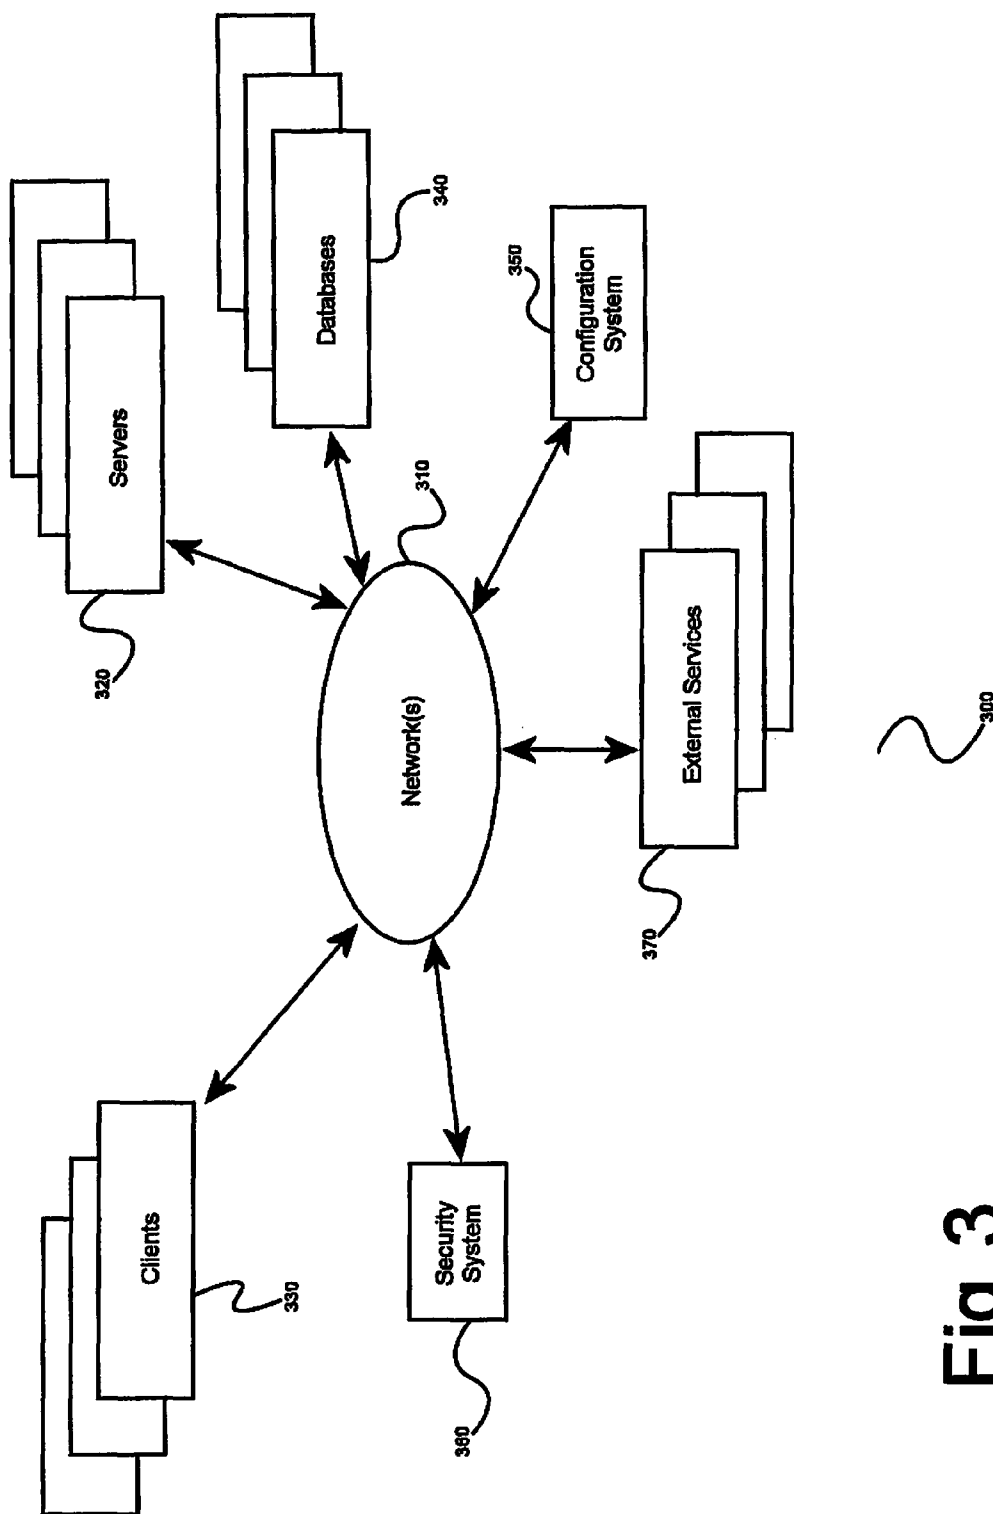 Servers
320
Clients
330
Databases
340
Network(s)
310
Security
System
360
350
Configuration
System
370
External Services
300
Fig 3